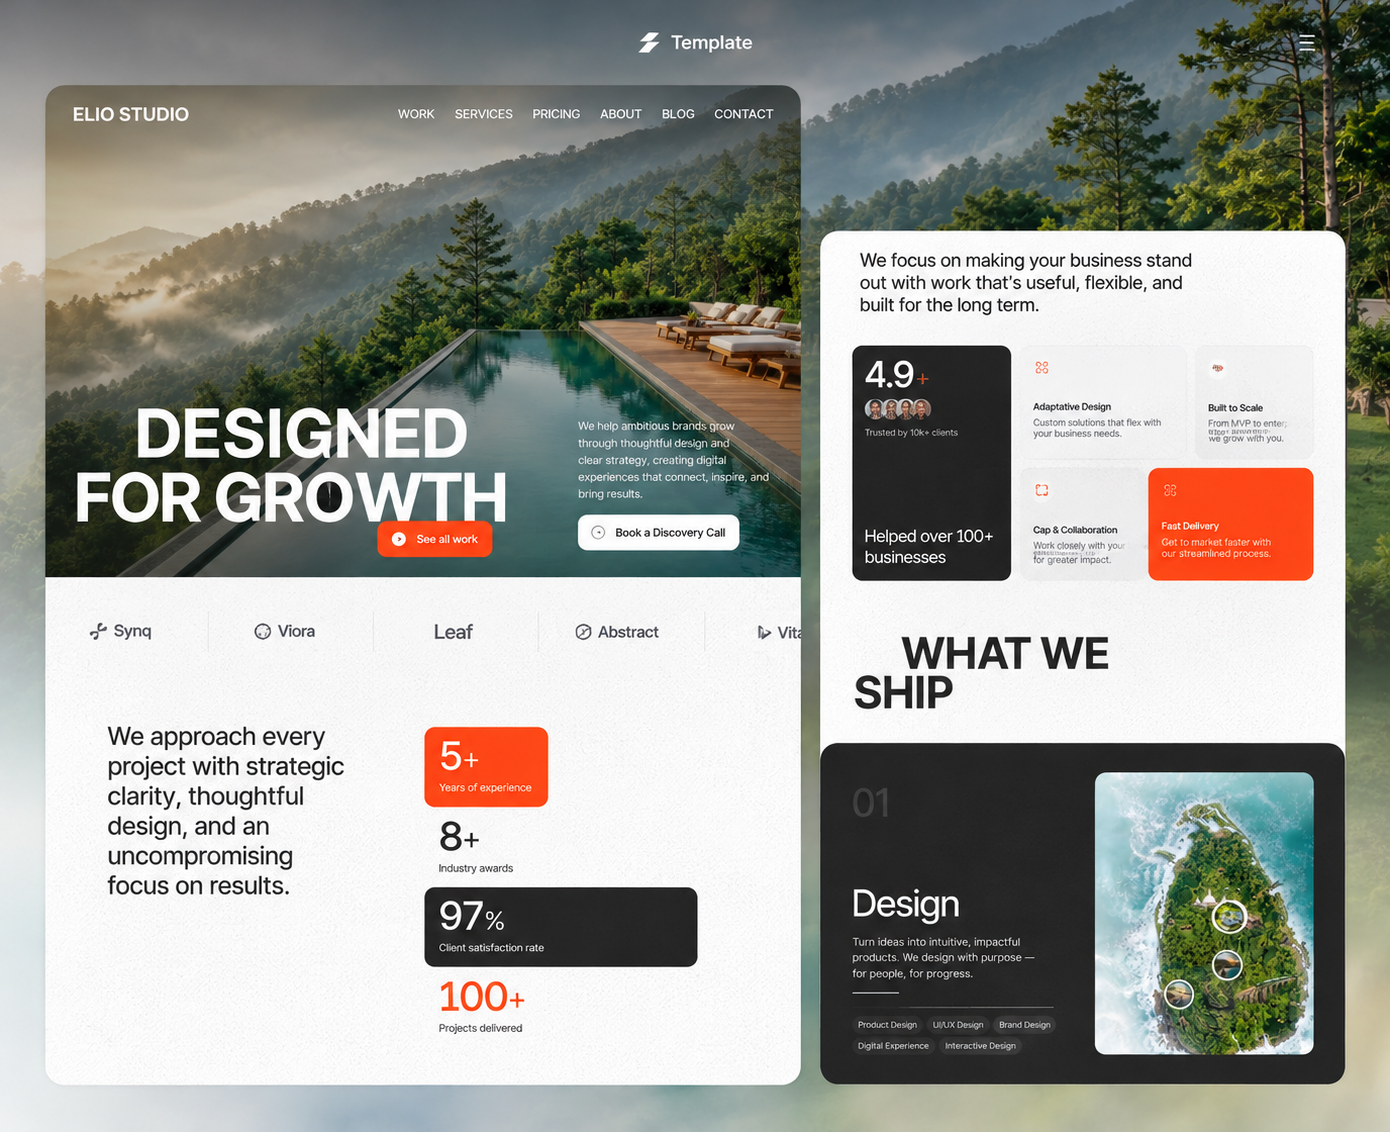 Template
ELIO STUDIO
WORK SERVICES PRICING ABOUT BLOG CONTACT
DESIGNED
FOR GROWTH
See all work
We help ambitious brands grow
through thoughtful design and
clear strategy, creating digital
experiences that connect, inspire, and
bring results.
Book a Discovery Call
Synq
Viora
Leaf
Abstract
Vita
We approach every
project with strategic
clarity, thoughtful
design, and an
uncompromising
focus on results.
5+
Years of experience
8+
Industry awards
97%
Client satisfaction rate
100+
Projects delivered
We focus on making your business stand
out with work that's useful, flexible, and
built for the long term.
4.9+
Trusted by 10k+ clients
Helped over 100+
businesses
Adaptative Design
Custom solutions that flex with
your business needs.
Built to Scale
From MVP to
we grow with you.
Cap & Collaboration
Work closely with your
for greater impact.
Fast Delivery
Get to market faster with
our streamlined process.
WHAT WE
SHIP
01
Design
Turn ideas into intuitive, impactful
products. We design with purpose —
for people, for progress.
Product Design
UI/UX Design
Brand Design
Digital Experience
Interactive Design